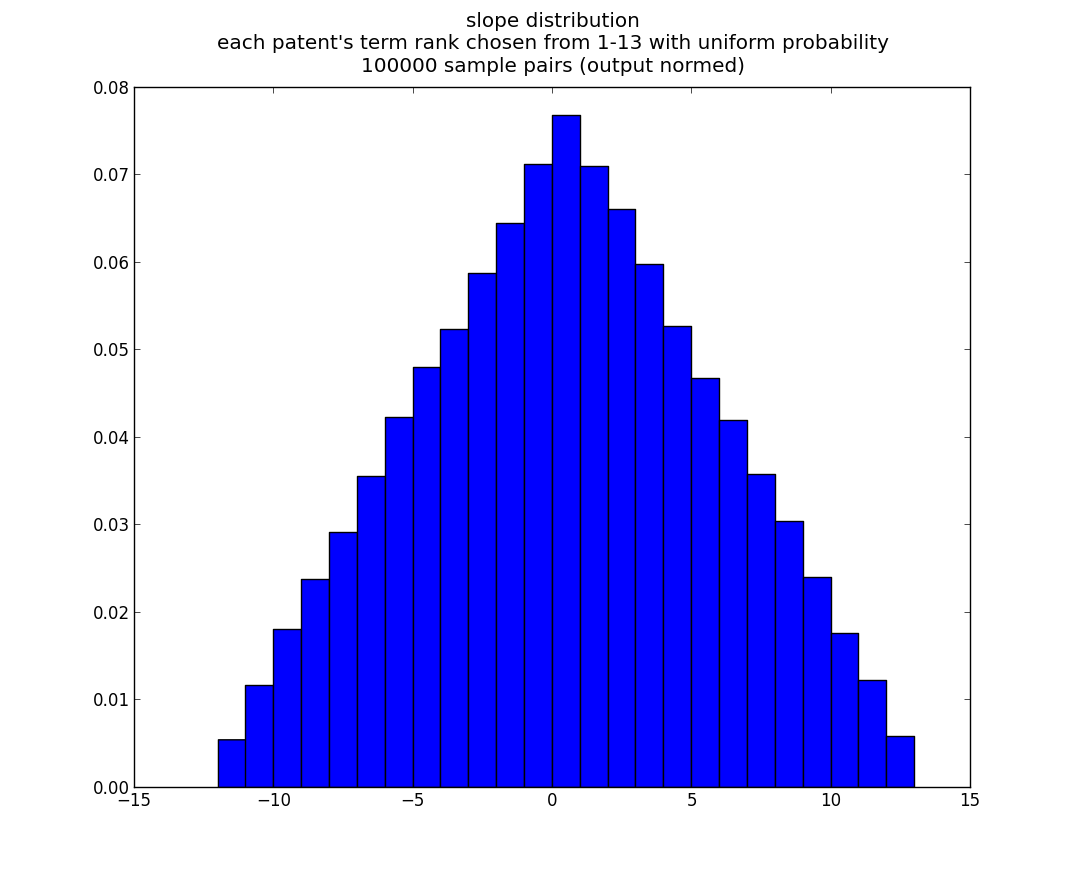 slope distribution
each patent's term rank chosen from 1-13 with uniform probability
100000 sample pairs (output normed)
0.08
0.07
0.06
0.05
0.04
0.03
0.02
0.01
0.00
−15 −10 −5 0 5 10 15